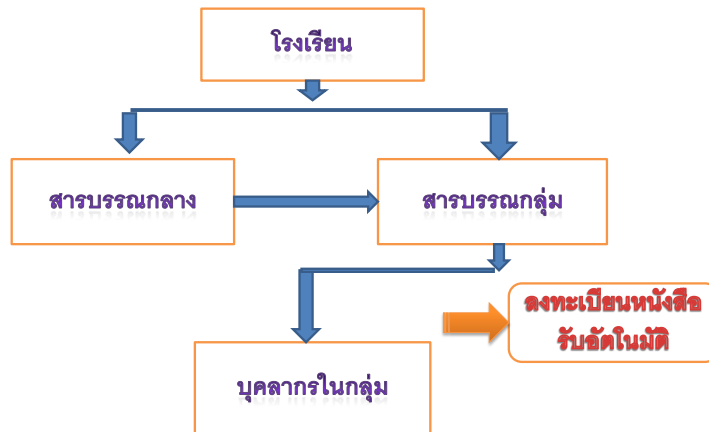 โรงเรียน
สารบรรณกลาง
สารบรรณกลุ่ม
ลงทะเบียนหนังสือ
รับอัตโนมัติ
บุคลากรในกลุ่ม